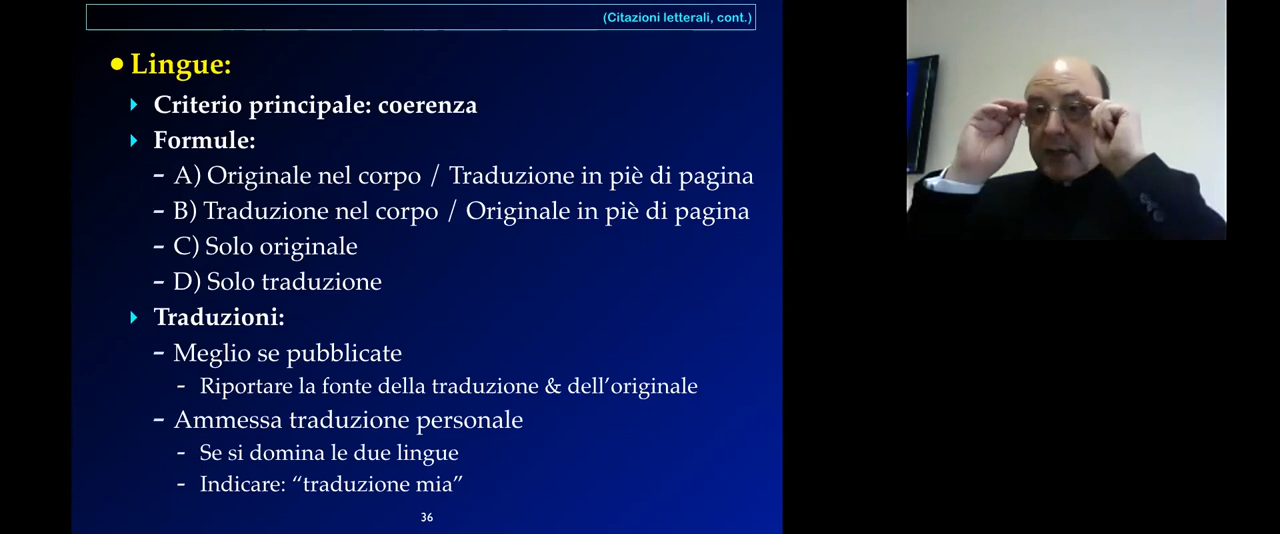 (Citazioni letterali, cont.)
• Lingue:
Criterio principale: coerenza
Formule:
- A) Originale nel corpo / Traduzione in piè di pagina
- B) Traduzione nel corpo / Originale in piè di pagina
- C) Solo originale
- D) Solo traduzione
Traduzioni:
- Meglio se pubblicate
- Riportare la fonte della traduzione & dell’originale
- Ammessa traduzione personale
- Se si domina le due lingue
- Indicare: “traduzione mia”
36